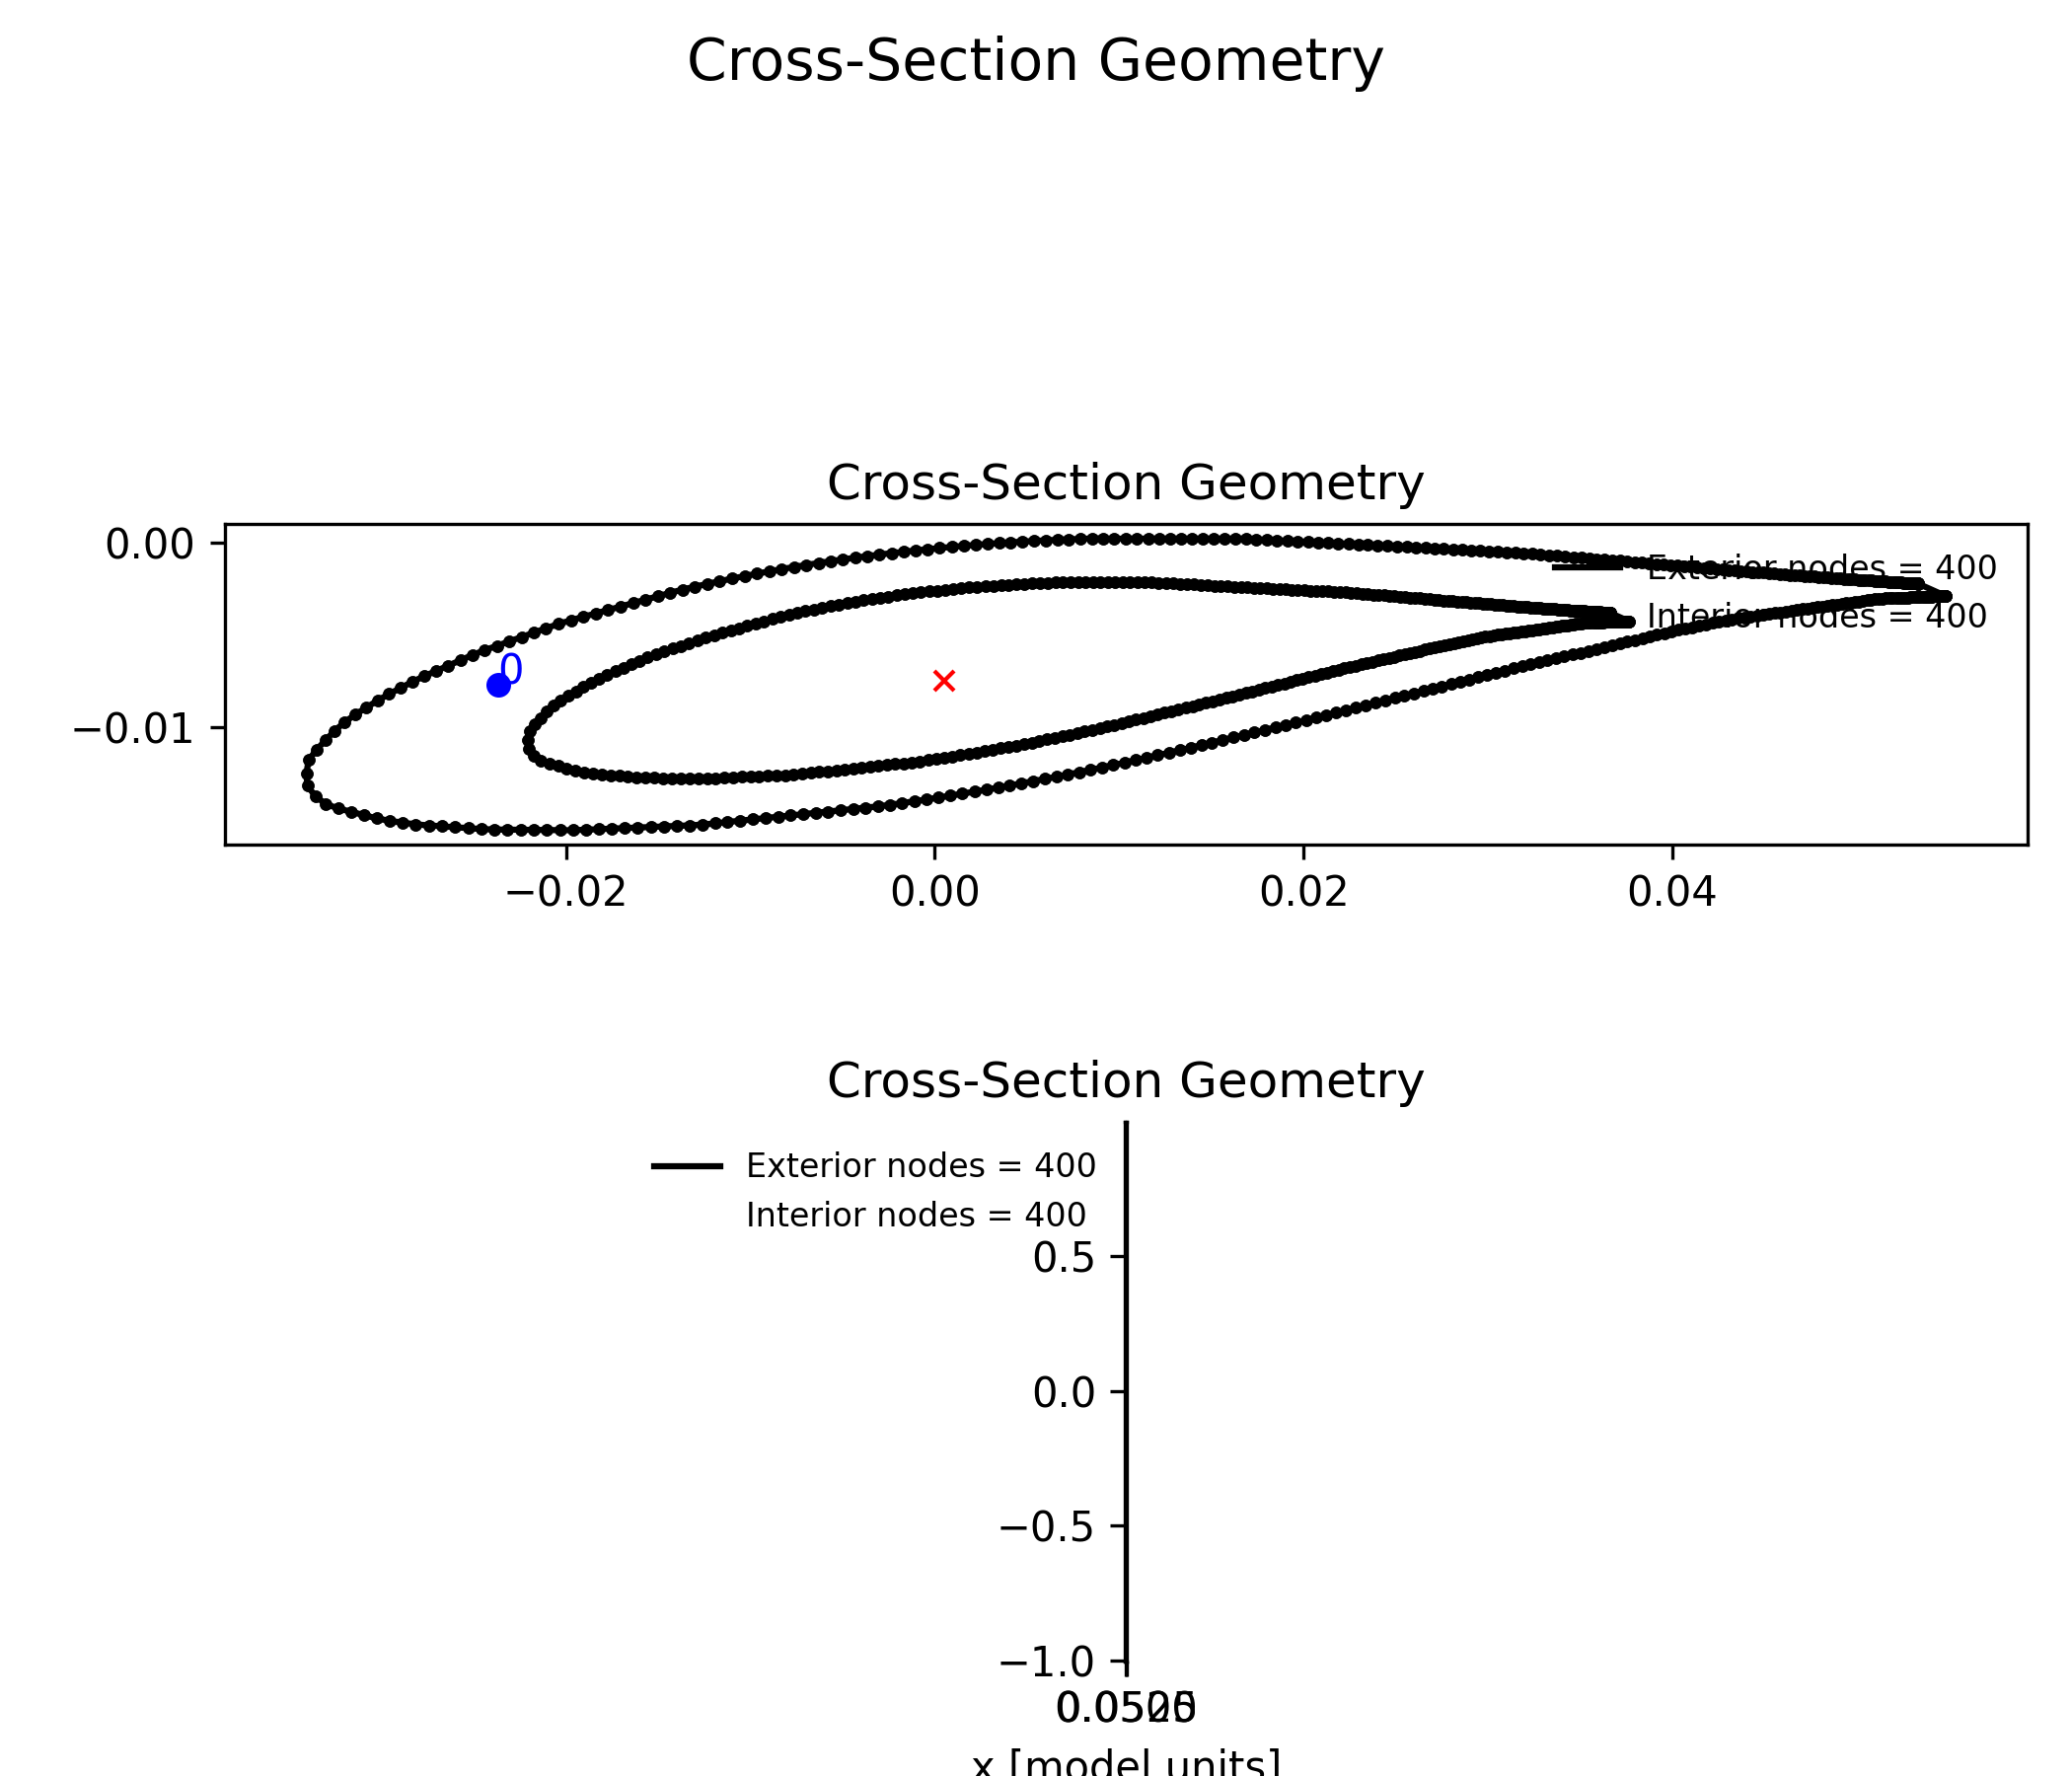 Cross-Section Geometry
Cross-Section Geometry
0.00
Exterior nodes = 400
Interior nodes = 400
0
−0.01
−0.02 0.00 0.02 0.04
Cross-Section Geometry
Exterior nodes = 400
Interior nodes = 400
0.5
0.0
−0.5
−1.0
x [model units]